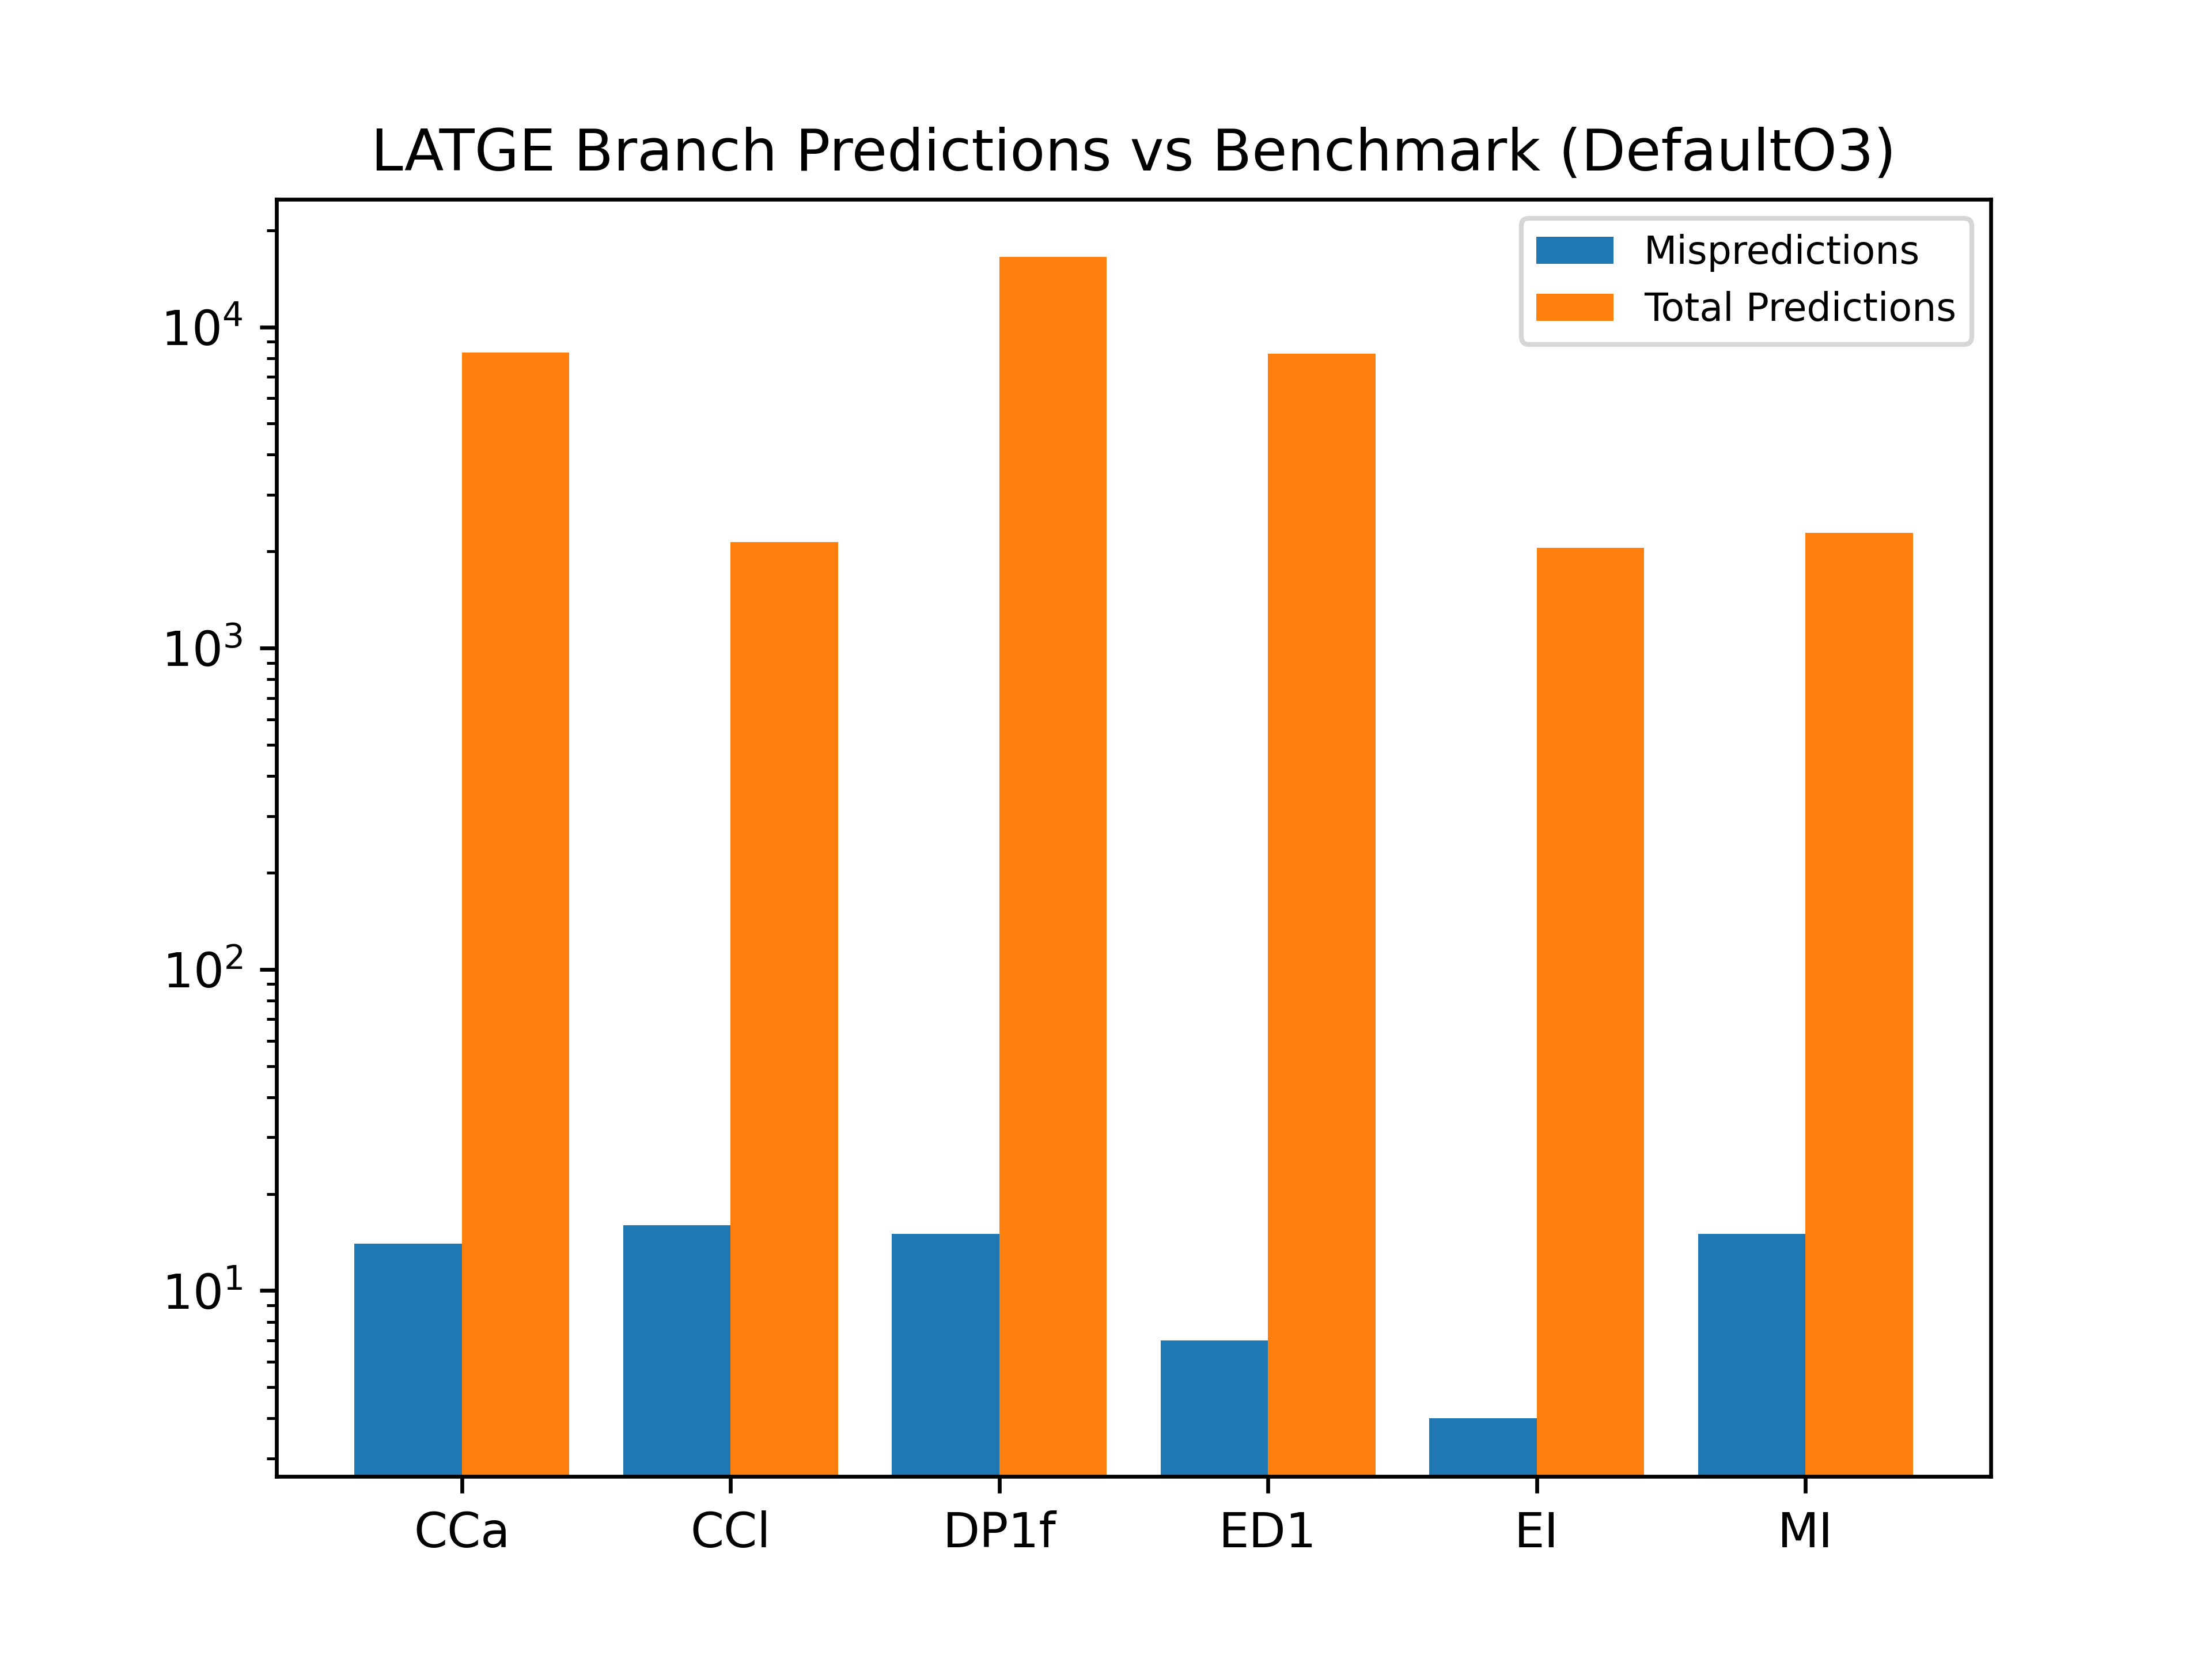 LATGE Branch Predictions vs Benchmark (DefaultO3)
Mispredictions
Total Predictions
10⁴
10³
10²
10¹
CCa CCl DP1f ED1 EI MI